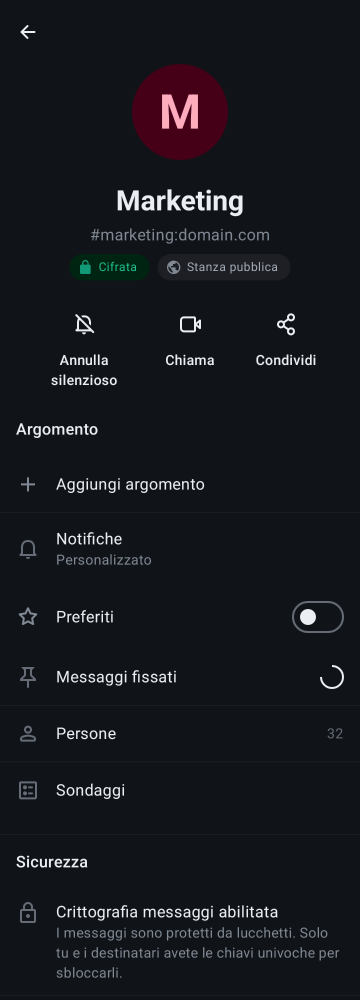 M
Marketing
#marketing:domain.com
Cifrata
Stanza pubblica
Annulla
silenzioso
Chiama
Condividi
Argomento
Aggiungi argomento
Notifiche
Personalizzato
Preferiti
Messaggi fissati
Persone
32
Sondaggi
Sicurezza
Crittografia messaggi abilitata
I messaggi sono protetti da lucchetti. Solo
tu e i destinatari avete le chiavi univoche per
sbloccarli.